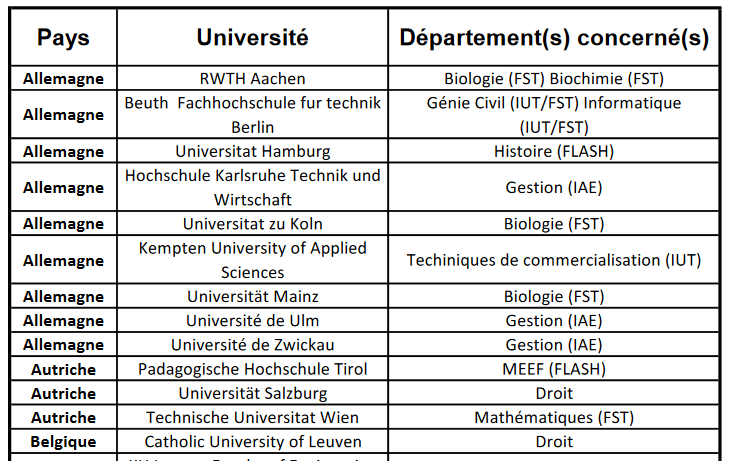 Pays Université Département(s) concerné(s)
Allemagne RWTH Aachen Biologie (FST) Biochimie (FST)
Allemagne Beuth Fachhochschule fur technik Berlin Génie Civil (IUT/FST) Informatique (IUT/FST)
Allemagne Universitat Hamburg Histoire (FLASH)
Allemagne Hochschule Karlsruhe Technik und Wirtschaft Gestion (IAE)
Allemagne Universitat zu Koln Biologie (FST)
Allemagne Kempten University of Applied Sciences Techiniques de commercialisation (IUT)
Allemagne Universität Mainz Biologie (FST)
Allemagne Université de Ulm Gestion (IAE)
Allemagne Université de Zwickau Gestion (IAE)
Autriche Padagogische Hochschule Tirol MEEF (FLASH)
Autriche Universität Salzburg Droit
Autriche Technische Universitat Wien Mathématiques (FST)
Belgique Catholic University of Leuven Droit